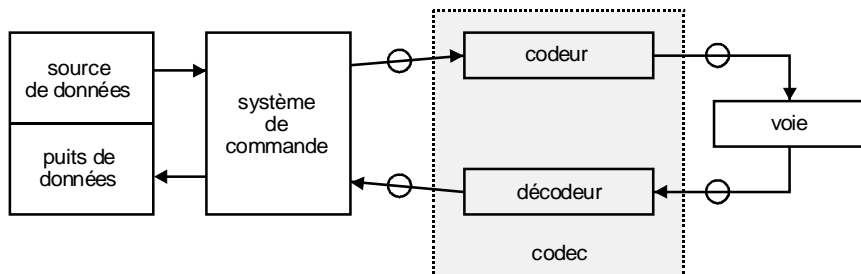 source
de données
puits de
données
système
de
commande
codeur
décodeur
codec
voie